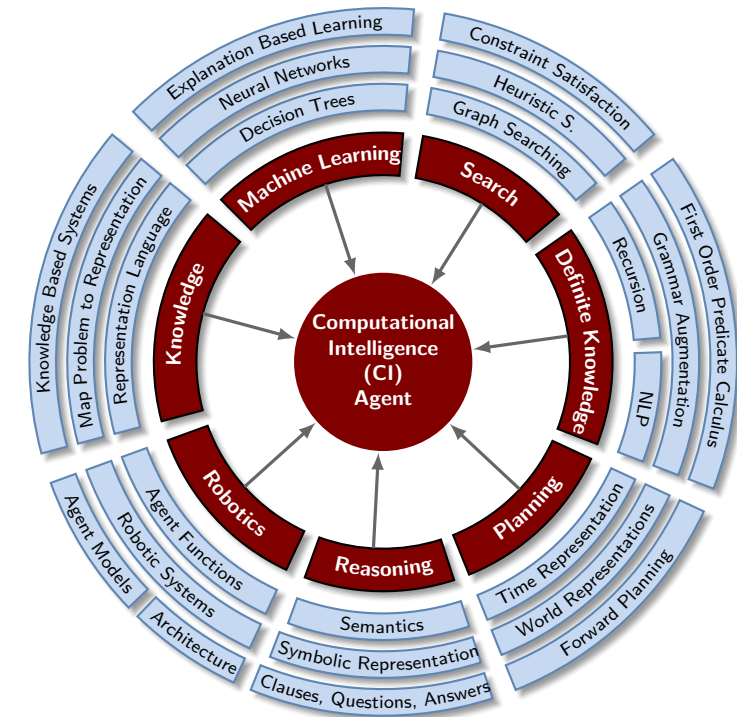 Explanation Based Learning
Neural Networks
Decision Trees
Machine Learning
Constraint Satisfaction
Heuristic S.
Graph Searching
Search
First Order Predicate Calculus
Grammar Augmentation
Recursion
NLP
Definite Knowledge
Time Representation
World Representations
Forward Planning
Planning
Reasoning
Semantics
Symbolic Representation
Clauses, Questions, Answers
Robotics
Agent Functions
Robotic Systems
Agent Models
Architecture
Knowledge
Representation Language
Map Problem to Representation
Knowledge Based Systems
Computational
Intelligence
(CI)
Agent